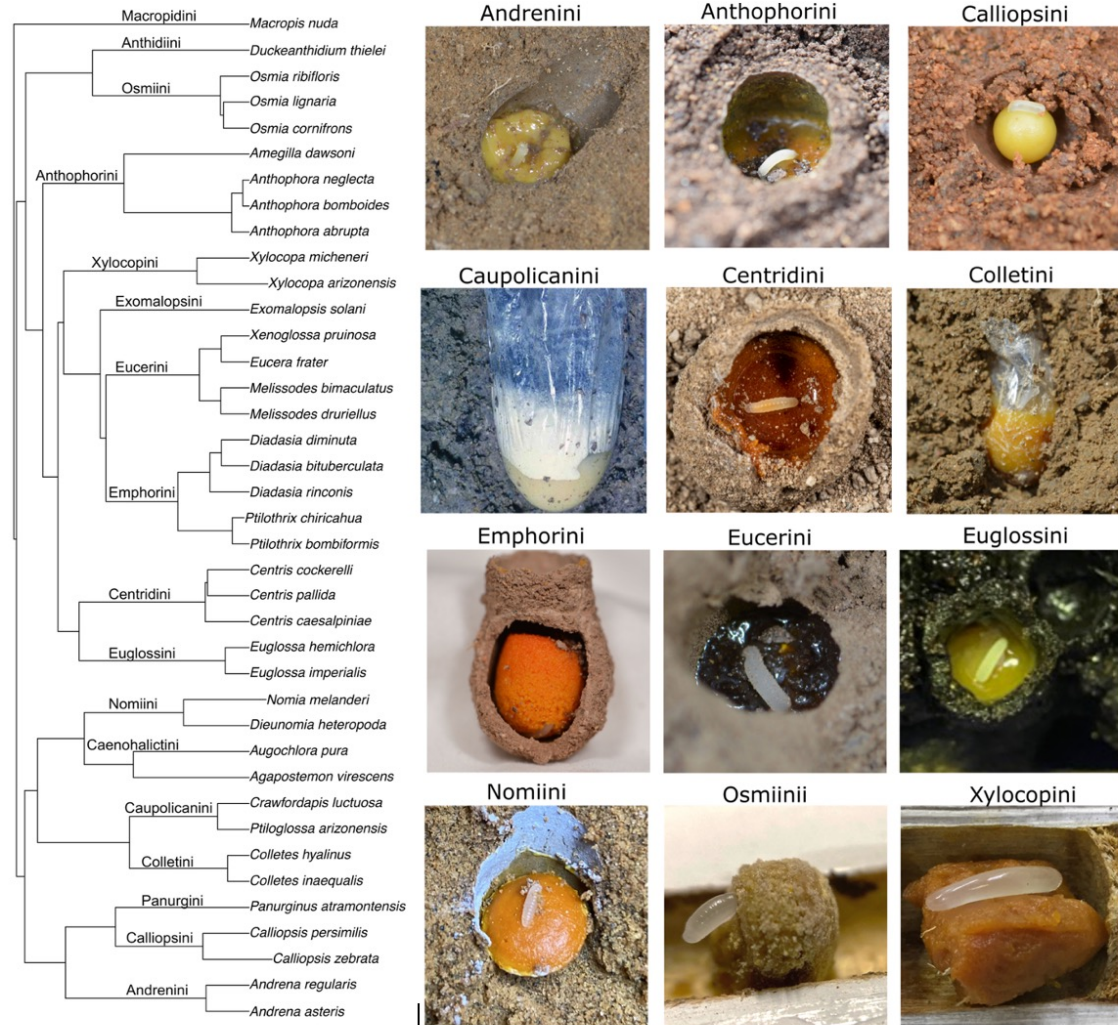 Macropidini
Macropis nuda
Anthidiini
Duckeanthidium thielei
Osmia ribifloris
Osmiini
Osmia lignaria
Osmia cornifrons
Amegilla dawsoni
Anthophorini
Anthophora neglecta
Anthophora bomboides
Anthophora abrupta
Xylocopini
Xylocopa micheneri
Xylocopa arizonensis
Exomalopsini
Exomalopsis solani
Xenoglossa pruinosa
Eucerini
Eucera frater
Melissodes bimaculatus
Melissodes druriellus
Diadasia diminuta
Diadasia bituberculata
Emphorini
Diadasia rinconis
Ptilothrix chiricahua
Ptilothrix bombiformis
Centris cockerelli
Centridini
Centris pallida
Centris caesalpiniae
Euglossini
Euglossa hemichlora
Euglossa imperialis
Nomiini
Nomia melanderi
Dieunomia heteropoda
Caenohalictini
Augochlora pura
Agapostemon virescens
Caupolicanini
Crawfordapis luctuosa
Ptiloglossa arizonensis
Colletini
Colletes hyalinus
Colletes inaequalis
Panurgini
Panurginus atramontensis
Calliopsini
Calliopsis persimilis
Calliopsis zebrata
Andrenini
Andrena regularis
Andrena asteris
Andrenini
Anthophorini
Calliopsini
Caupolicanini
Centridini
Colletini
Emphorini
Eucerini
Euglossini
Nomiini
Osmiinii
Xylocopini